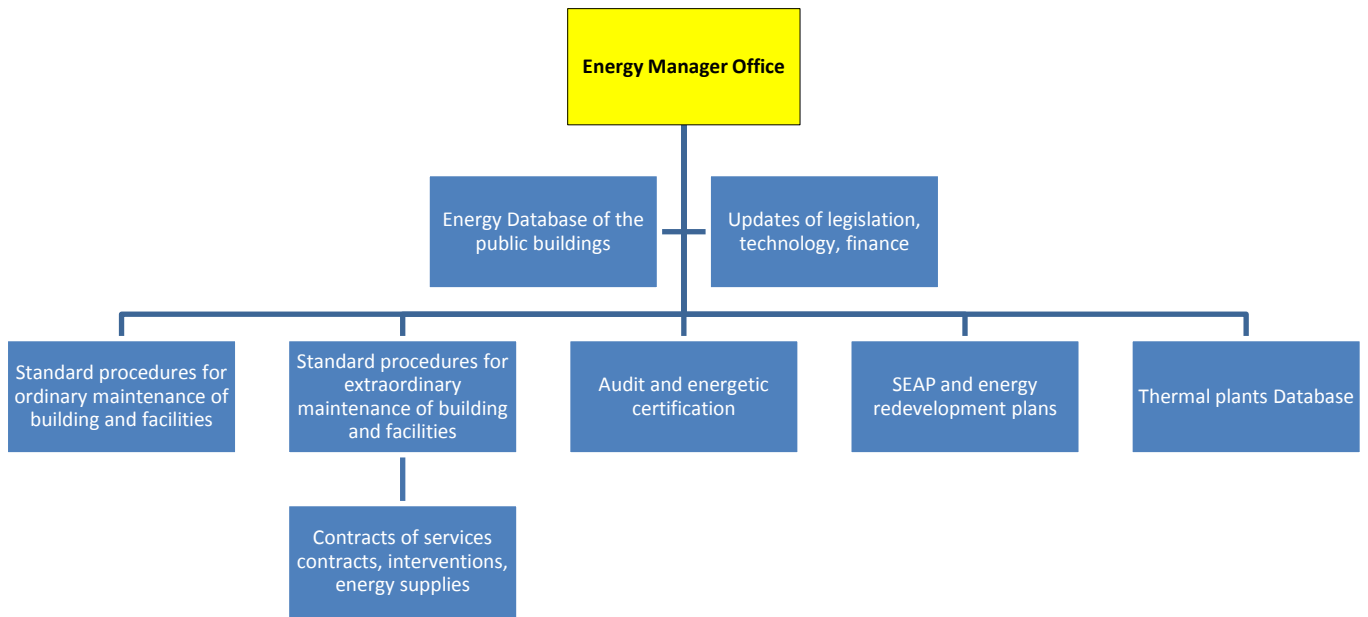 Energy Manager Office
Energy Database of the
public buildings
Updates of legislation,
technology, finance
Standard procedures for
ordinary maintenance of
building and facilities
Standard procedures for
extraordinary
maintenance of building
and facilities
Audit and energetic
certification
SEAP and energy
redevelopment plans
Thermal plants Database
Contracts of services
contracts, interventions,
energy supplies